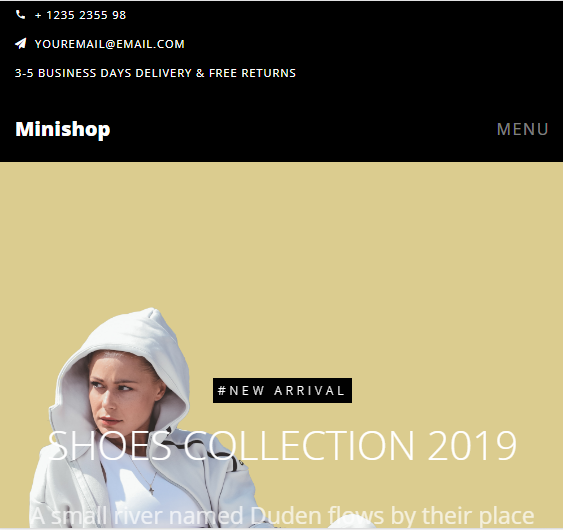 + 1235 2355 98
YOUREMAIL@EMAIL.COM
3-5 BUSINESS DAYS DELIVERY & FREE RETURNS
Minishop
MENU
#NEW ARRIVAL
SHOES COLLECTION 2019
A small river named Duden flows by their place